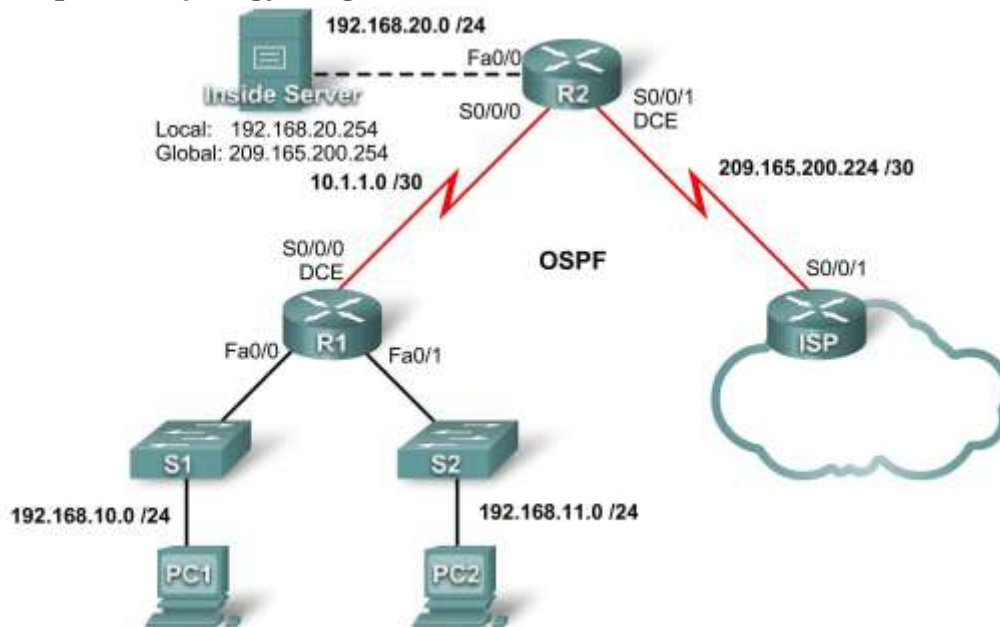 192.168.20.0 /24
Fa0/0
Inside Server
R2
S0/0/0
S0/0/1
DCE
Local: 192.168.20.254
Global: 209.165.200.254
10.1.1.0 /30
209.165.200.224 /30
S0/0/0
DCE
OSPF
S0/0/1
R1
ISP
Fa0/0
Fa0/1
S1
S2
192.168.10.0 /24
192.168.11.0 /24
PC1
PC2